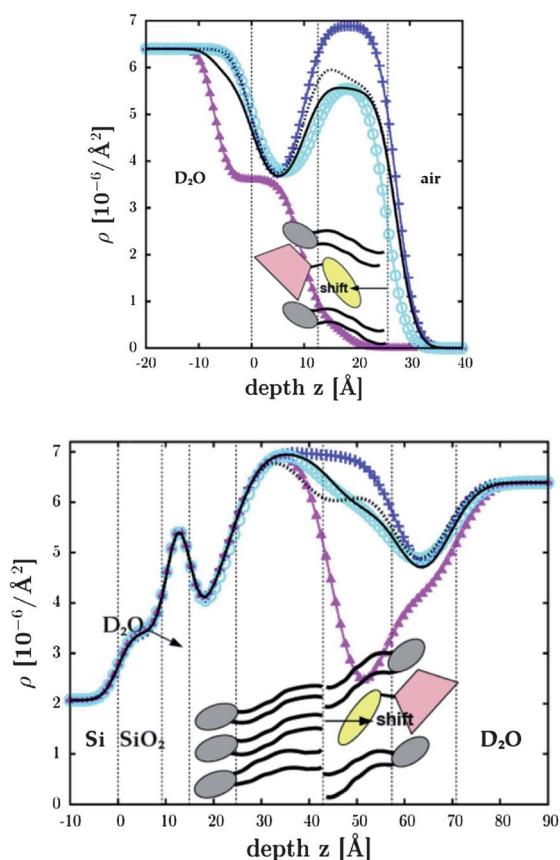 7
6
5
4
3
2
1
0
ρ [10⁻⁶/Å²]
D₂O
air
shift
-20 -10 0 10 20 30 40
depth z [Å]
7
6
5
4
3
2
1
0
ρ [10⁻⁶/Å²]
D₂O
shift
Si SiO₂ D₂O
-10 0 10 20 30 40 50 60 70 80 90
depth z [Å]